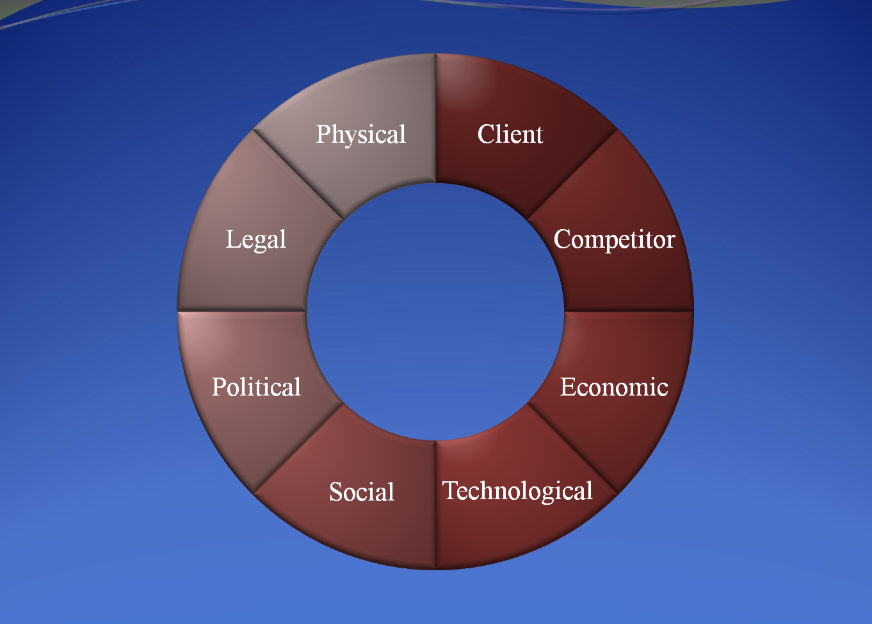 Client
Competitor
Economic
Technological
Social
Political
Legal
Physical